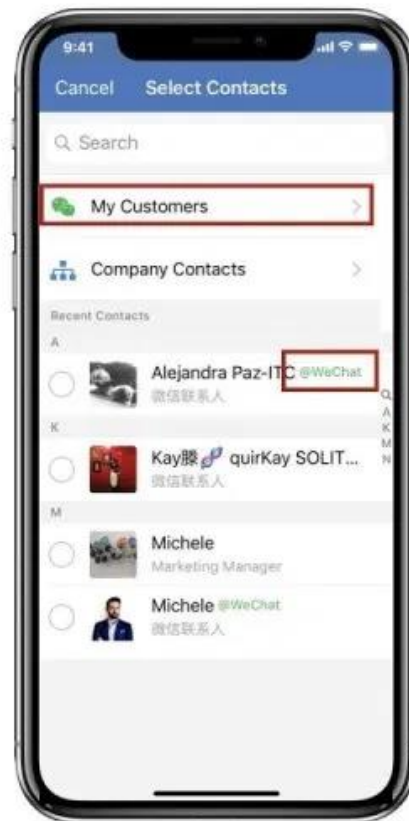 9:41
Cancel Select Contacts
Search
My Customers
Company Contacts
Recent Contacts
A
Alejandra Paz-ITC @WeChat
微信联系人
K
Kay滕🧬 quirKay SOLIT...
微信联系人
M
Michele
Marketing Manager
Michele @WeChat
微信联系人
A
K
M
N